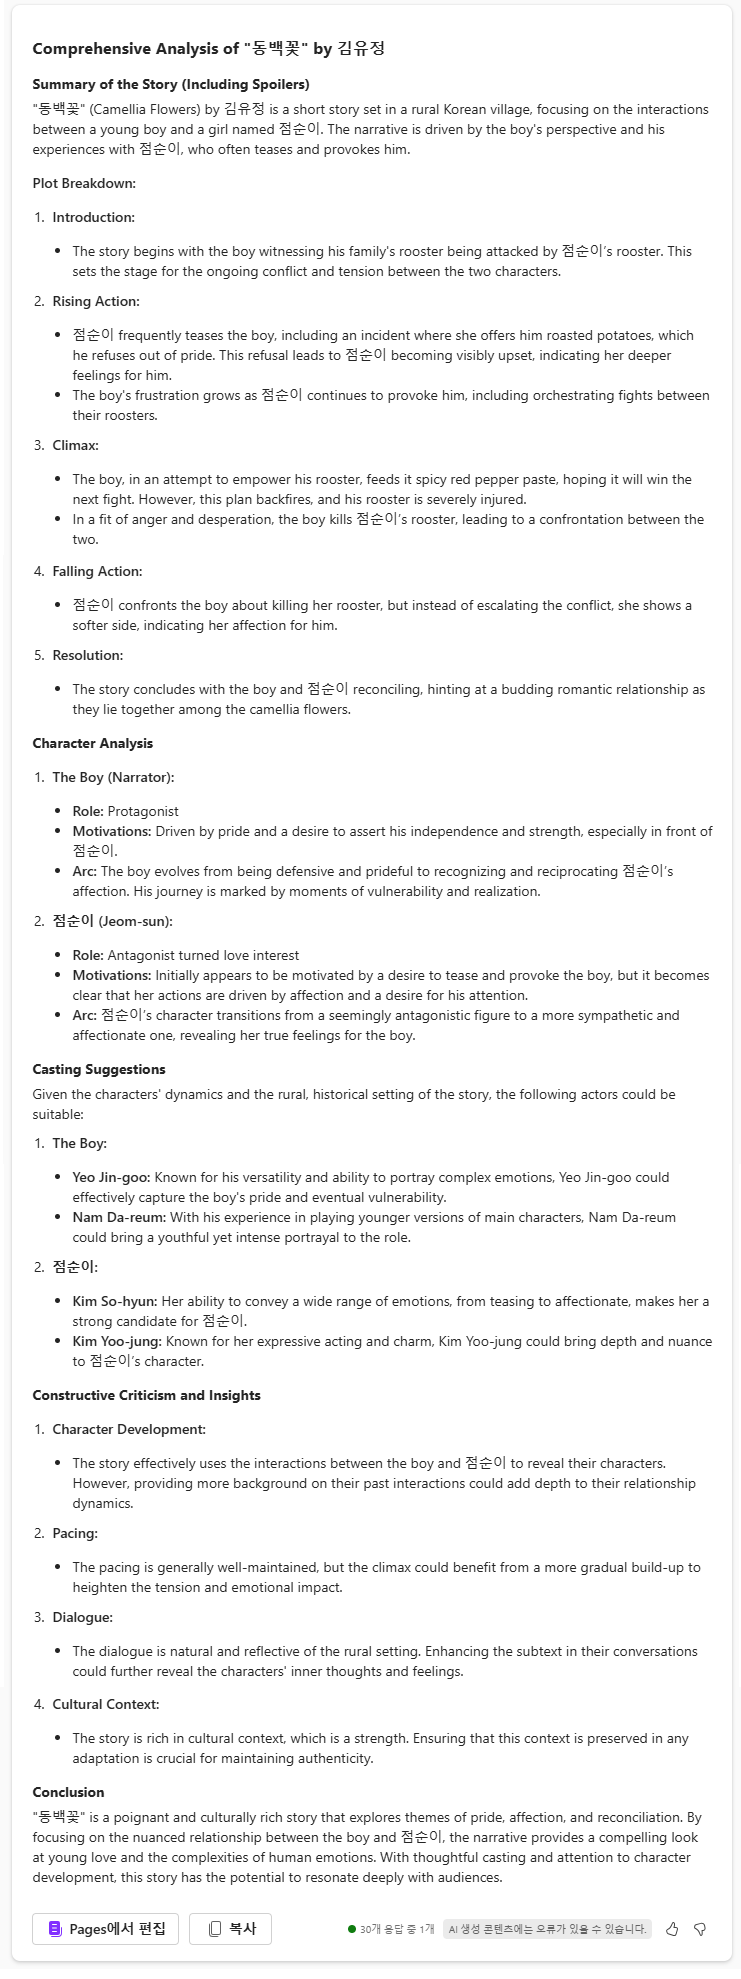 Comprehensive Analysis of "동백꽃" by 김유정
Summary of the Story (Including Spoilers)
"동백꽃" (Camellia Flowers) by 김유정 is a short story set in a rural Korean village, focusing on the interactions
between a young boy and a girl named 점순이. The narrative is driven by the boy's perspective and his
experiences with 점순이, who often teases and provokes him.
Plot Breakdown:
1. Introduction:
• The story begins with the boy witnessing his family's rooster being attacked by 점순이's rooster. This
sets the stage for the ongoing conflict and tension between the two characters.
2. Rising Action:
• 점순이 frequently teases the boy, including an incident where she offers him roasted potatoes, which
he refuses out of pride. This refusal leads to 점순이 becoming visibly upset, indicating her deeper
feelings for him.
• The boy's frustration grows as 점순이 continues to provoke him, including orchestrating fights between
their roosters.
3. Climax:
• The boy, in an attempt to empower his rooster, feeds it spicy red pepper paste, hoping it will win the
next fight. However, this plan backfires, and his rooster is severely injured.
• In a fit of anger and desperation, the boy kills 점순이's rooster, leading to a confrontation between the
two.
4. Falling Action:
• 점순이 confronts the boy about killing her rooster, but instead of escalating the conflict, she shows a
softer side, indicating her affection for him.
5. Resolution:
• The story concludes with the boy and 점순이 reconciling, hinting at a budding romantic relationship as
they lie together among the camellia flowers.
Character Analysis
1. The Boy (Narrator):
• Role: Protagonist
• Motivations: Driven by pride and a desire to assert his independence and strength, especially in front of
점순이.
• Arc: The boy evolves from being defensive and prideful to recognizing and reciprocating 점순이's
affection. His journey is marked by moments of vulnerability and realization.
2. 점순이 (Jeom-sun):
• Role: Antagonist turned love interest
• Motivations: Initially appears to be motivated by a desire to tease and provoke the boy, but it becomes
clear that her actions are driven by affection and a desire for his attention.
• Arc: 점순이's character transitions from a seemingly antagonistic figure to a more sympathetic and
affectionate one, revealing her true feelings for the boy.
Casting Suggestions
Given the characters' dynamics and the rural, historical setting of the story, the following actors could be
suitable:
1. The Boy:
• Yeo Jin-goo: Known for his versatility and ability to portray complex emotions, Yeo Jin-goo could
effectively capture the boy's pride and eventual vulnerability.
• Nam Da-reum: With his experience in playing younger versions of main characters, Nam Da-reum
could bring a youthful yet intense portrayal to the role.
2. 점순이:
• Kim So-hyun: Her ability to convey a wide range of emotions, from teasing to affectionate, makes her a
strong candidate for 점순이.
• Kim Yoo-jung: Known for her expressive acting and charm, Kim Yoo-jung could bring depth and nuance
to 점순이's character.
Constructive Criticism and Insights
1. Character Development:
• The story effectively uses the interactions between the boy and 점순이 to reveal their characters.
However, providing more background on their past interactions could add depth to their relationship
dynamics.
2. Pacing:
• The pacing is generally well-maintained, but the climax could benefit from a more gradual build-up to
heighten the tension and emotional impact.
3. Dialogue:
• The dialogue is natural and reflective of the rural setting. Enhancing the subtext in their conversations
could further reveal the characters' inner thoughts and feelings.
4. Cultural Context:
• The story is rich in cultural context, which is a strength. Ensuring that this context is preserved in any
adaptation is crucial for maintaining authenticity.
Conclusion
"동백꽃" is a poignant and culturally rich story that explores themes of pride, affection, and reconciliation. By
focusing on the nuanced relationship between the boy and 점순이, the narrative provides a compelling look
at young love and the complexities of human emotions. With thoughtful casting and attention to character
development, this story has the potential to resonate deeply with audiences.
Pages에서 편집 복사 30개 응답 중 1개 AI 생성 콘텐츠에는 오류가 있을 수 있습니다.